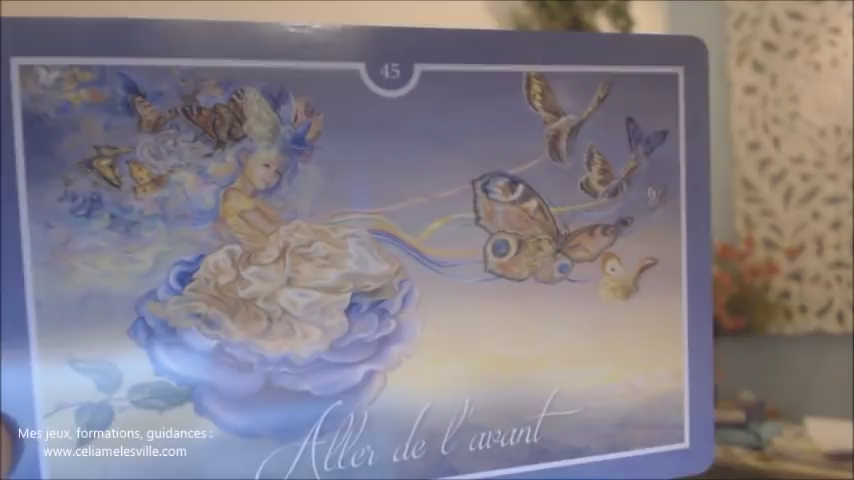 45
Aller de l'avant
Mes jeux, formations, guidances :
www.celiamelesville.com